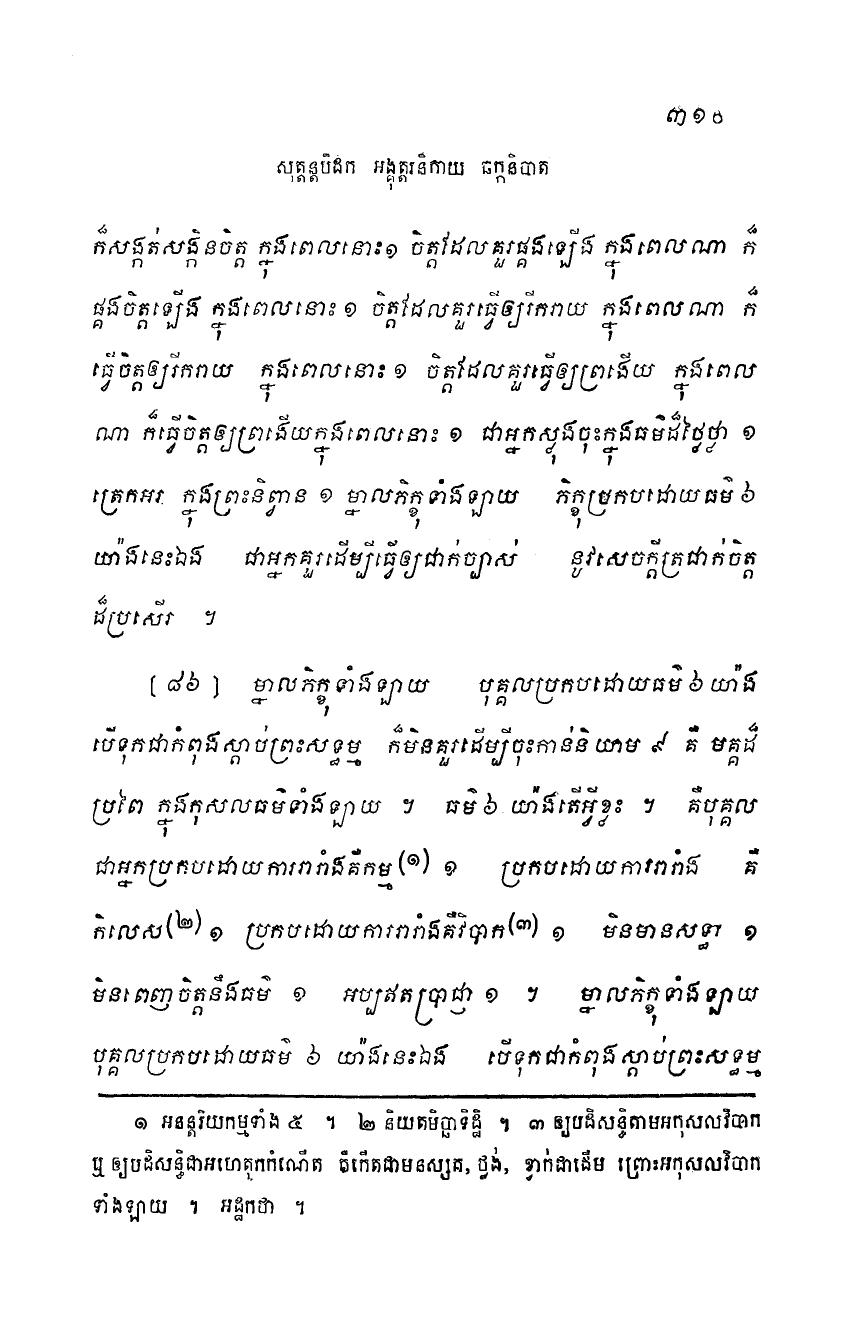 ៣១០
សុត្តន្តបិដក អង្គុត្តរនិកាយ ឆក្កនិបាត
ក៏សង្កត់សង្កិនចិត្ត ក្នុងពេលនោះ១ ចិត្តដែលគួរផ្គងឡើង ក្នុងពេលណា ក៏
ផ្គងចិត្តឡើង ក្នុងពេលនោះ ១ ចិត្តដែលគួរធ្វើឲ្យរីករាយ ក្នុងពេលណា ក៏
ធ្វើចិត្តឲ្យរីករាយ ក្នុងពេលនោះ ១ ចិត្តដែលគួរធ្វើឲ្យព្រងើយ ក្នុងពេល
ណា ក៏ធ្វើចិត្តឲ្យព្រងើយក្នុងពេលនោះ ១ ជាអ្នកស្ងុងចុះក្នុងធម៌ដ៏ថ្លៃថ្លា ១
ត្រេកអរ ក្នុងព្រះនិព្វាន ១ ម្នាលភិក្ខុទាំងឡាយ ភិក្ខុប្រកបដោយធម៌ ៦
យ៉ាងនេះឯង ជាអ្នកគួរដើម្បីធ្វើឲ្យជាក់ច្បាស់ នូវសេចក្តីត្រជាក់ចិត្ត
ដ៏ប្រសើរ ។
[ ៨៦ ] ម្នាលភិក្ខុទាំងឡាយ បុគ្គលប្រកបដោយធម៌ ៦ យ៉ាង
បើទុកជាកំពុងស្តាប់ព្រះសទ្ធម្ម ក៏មិនគួរដើម្បីចុះកាន់និយាម ៩ គឺ មគ្គដ៏
ប្រពៃ ក្នុងកុសលធម៌ទាំងឡាយ ។ ធម៌ ៦ យ៉ាងតើអ្វីខ្លះ ។ គឺបុគ្គល
ជាអ្នកប្រកបដោយការរារាំងគឺកម្ម(១) ១ ប្រកបដោយការរារាំង គឺ
កិលេស(២) ១ ប្រកបដោយការរារាំងគឺវិបាក(៣) ១ មិនមានសទ្ធា ១
មិនពេញចិត្តនឹងធម៌ ១ អប្បឥតប្រាជ្ញា ១ ។ ម្នាលភិក្ខុទាំងឡាយ
បុគ្គលប្រកបដោយធម៌ ៦ យ៉ាងនេះឯង បើទុកជាកំពុងស្តាប់ព្រះសទ្ធម្ម
១ អនន្តរិយកម្មទាំង ៥ ។ ២ និយតមិច្ឆាទិដ្ឋិ ។ ៣ ឲ្យបដិសន្ធិតាមអកុសលវិបាក
ឬ ឲ្យបដិសន្ធិជាអហេតុកកំណើត គឺកើតជាមនស្សគ, ថ្លង់, ខ្វាក់ជាដើម ព្រោះអកុសលវិបាក
ទាំងឡាយ ។ អដ្ឋកថា ។